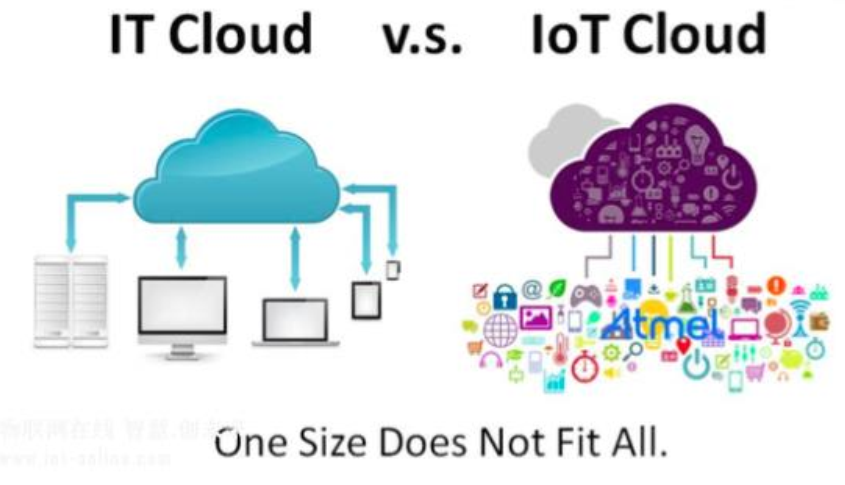 IT Cloud v.s. IoT Cloud
Atmel
One Size Does Not Fit All.